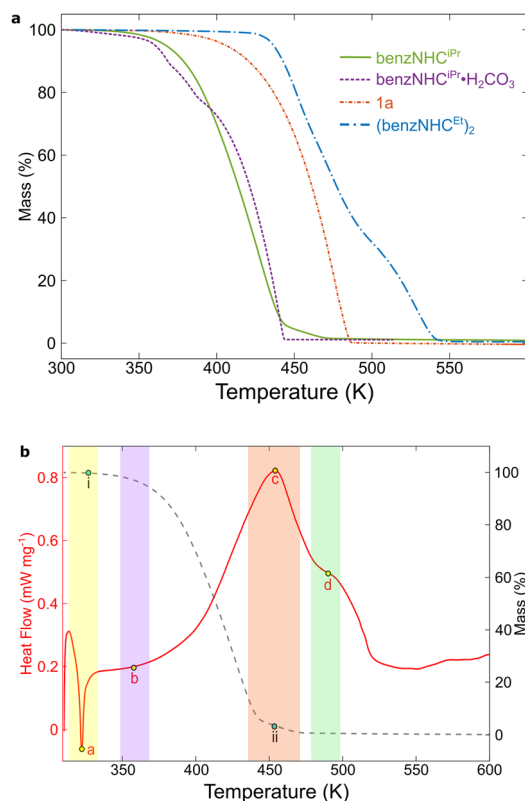 a
100
80
60
40
20
0
Mass (%)
benzNHCⁱᴾʳ
benzNHCⁱᴾʳ•H₂CO₃
1a
(benzNHCᴱᵗ)₂
300 350 400 450 500 550
Temperature (K)
b
0.8
0.6
0.4
0.2
0
Heat Flow (mW mg⁻¹)
i
a
b
c
d
ii
100
80
60
40
20
0
Mass (%)
350 400 450 500 550 600
Temperature (K)